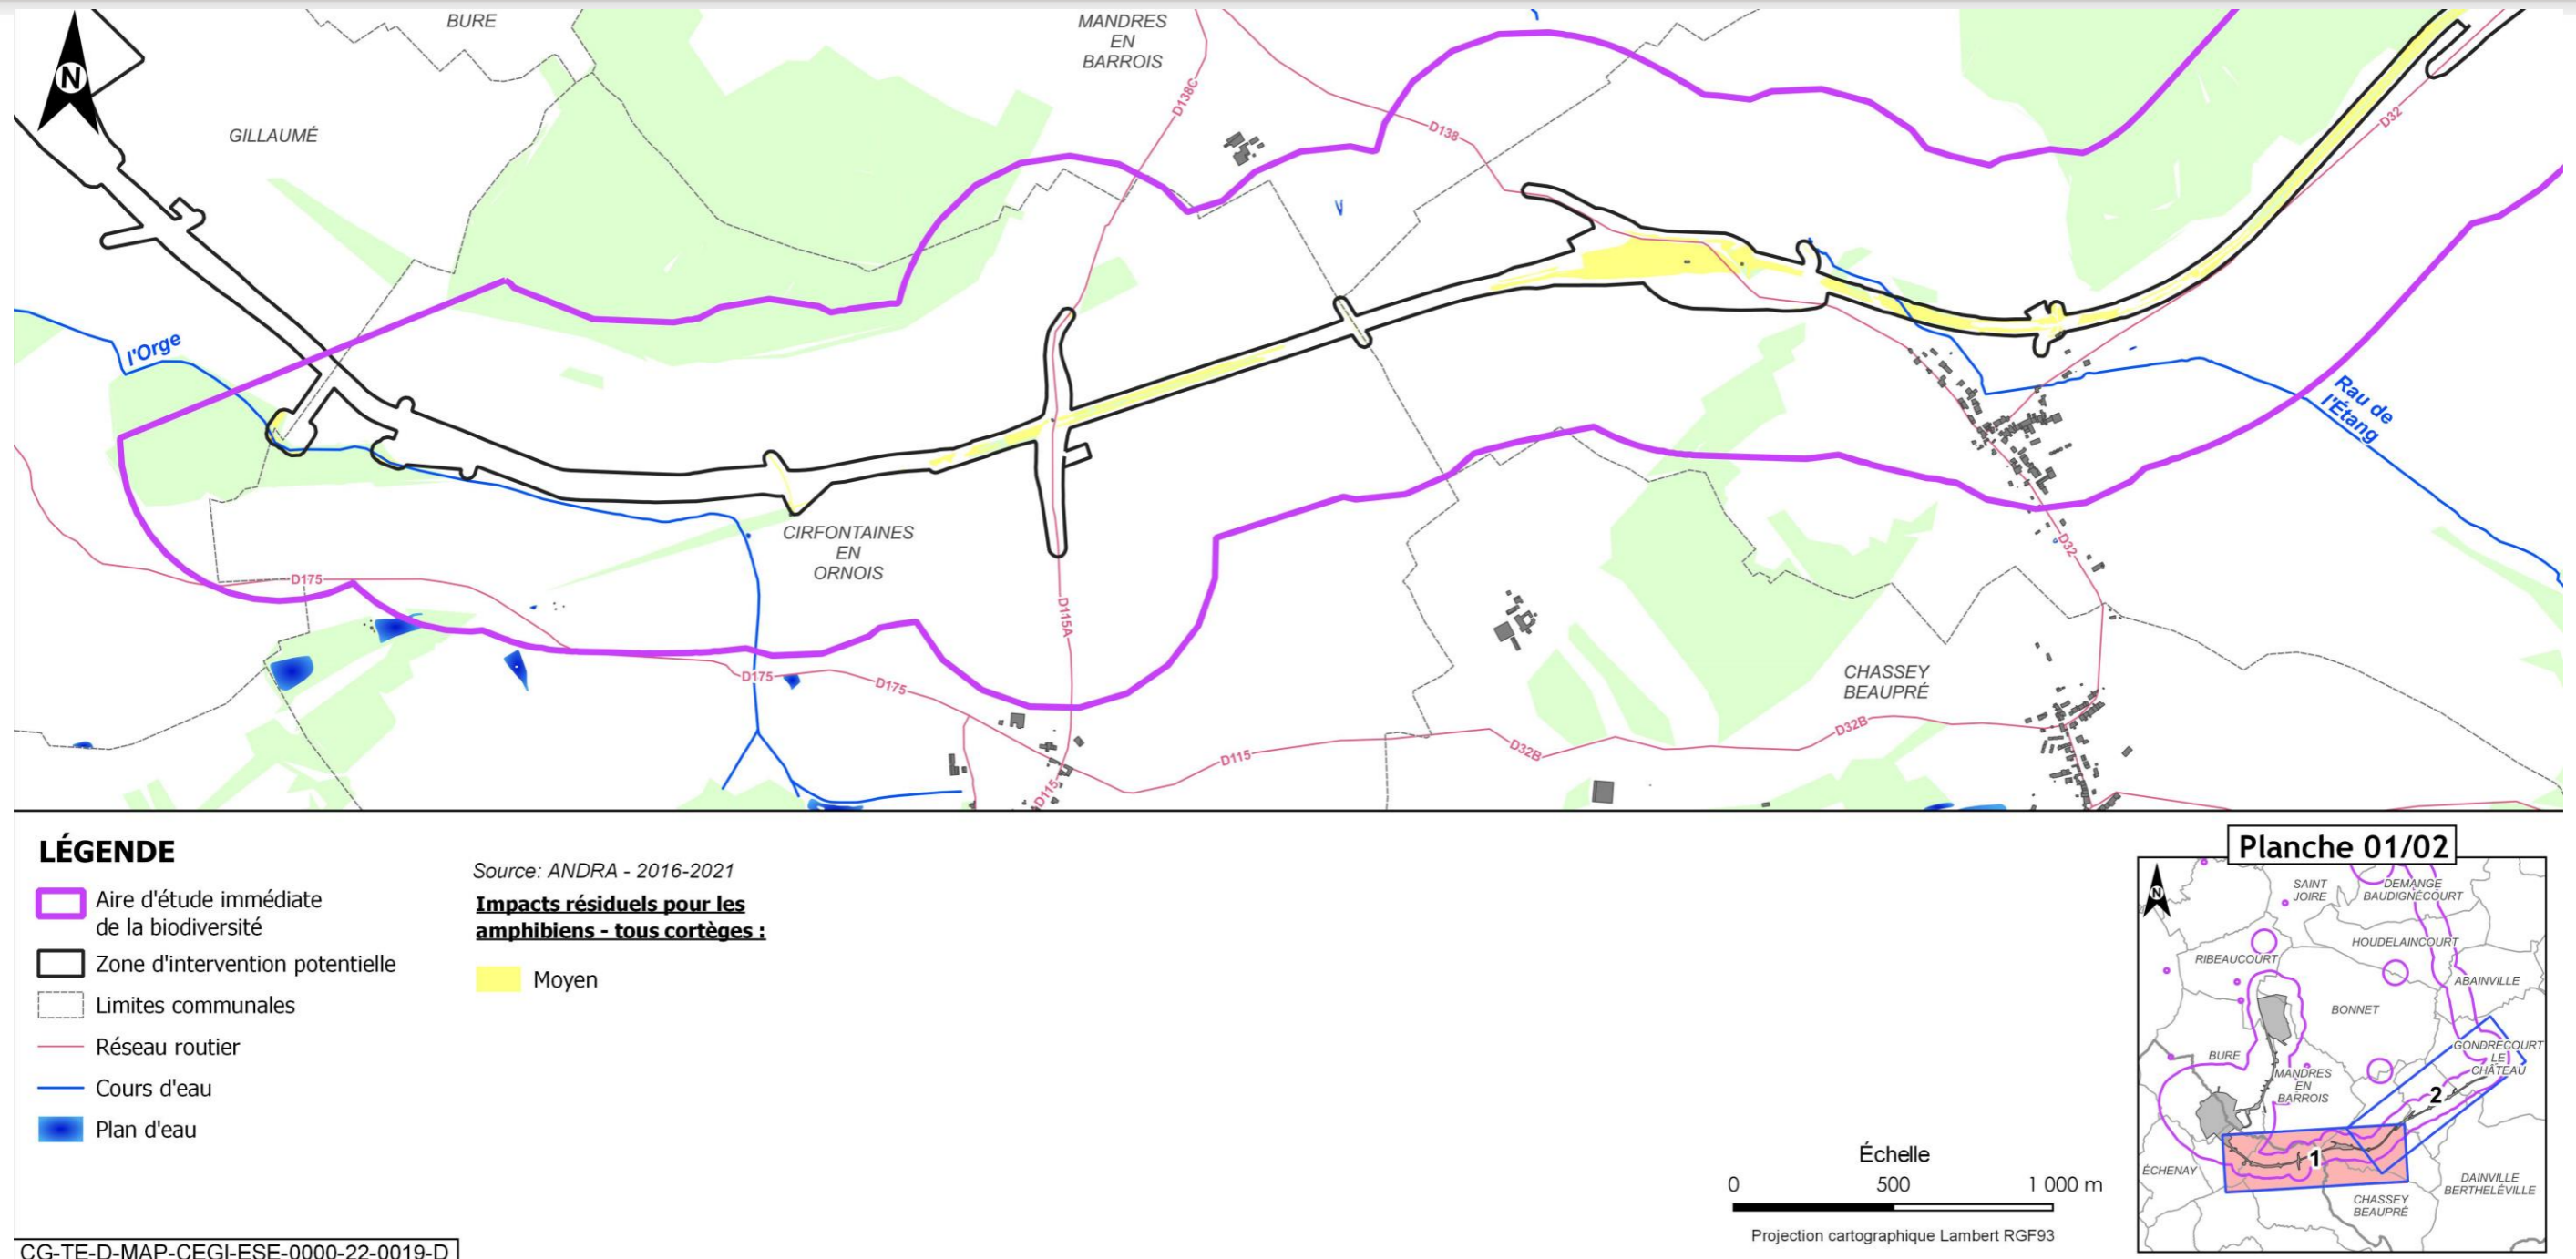 BURE
MANDRES
EN
BARROIS
N
GILLAUMÉ
D138C
D138
D32
l'Orge
Rau de
l'Étang
CIRFONTAINES
EN
ORNOIS
D175
D115A
D32
D175
D175
CHASSEY
BEAUPRÉ
D115
D32B
D32B
D115
LÉGENDE
Aire d'étude immédiate
de la biodiversité
Zone d'intervention potentielle
Limites communales
Réseau routier
Cours d'eau
Plan d'eau
Source: ANDRA - 2016-2021
Impacts résiduels pour les
amphibiens - tous cortèges :
Moyen
Échelle
0 500 1 000 m
Projection cartographique Lambert RGF93
Planche 01/02
N
SAINT
JOIRE
DEMANGE
BAUDIGNÉCOURT
HOUDELAINCOURT
RIBEAUCOURT
ABAINVILLE
BONNET
BURE
GONDRECOURT
LE
CHÂTEAU
MANDRES
EN
BARROIS
2
1
ÉCHENAY
DAINVILLE
BERTHELÉVILLE
CHASSEY
BEAUPRÉ
CG-TE-D-MAP-CEGI-ESE-0000-22-0019-D